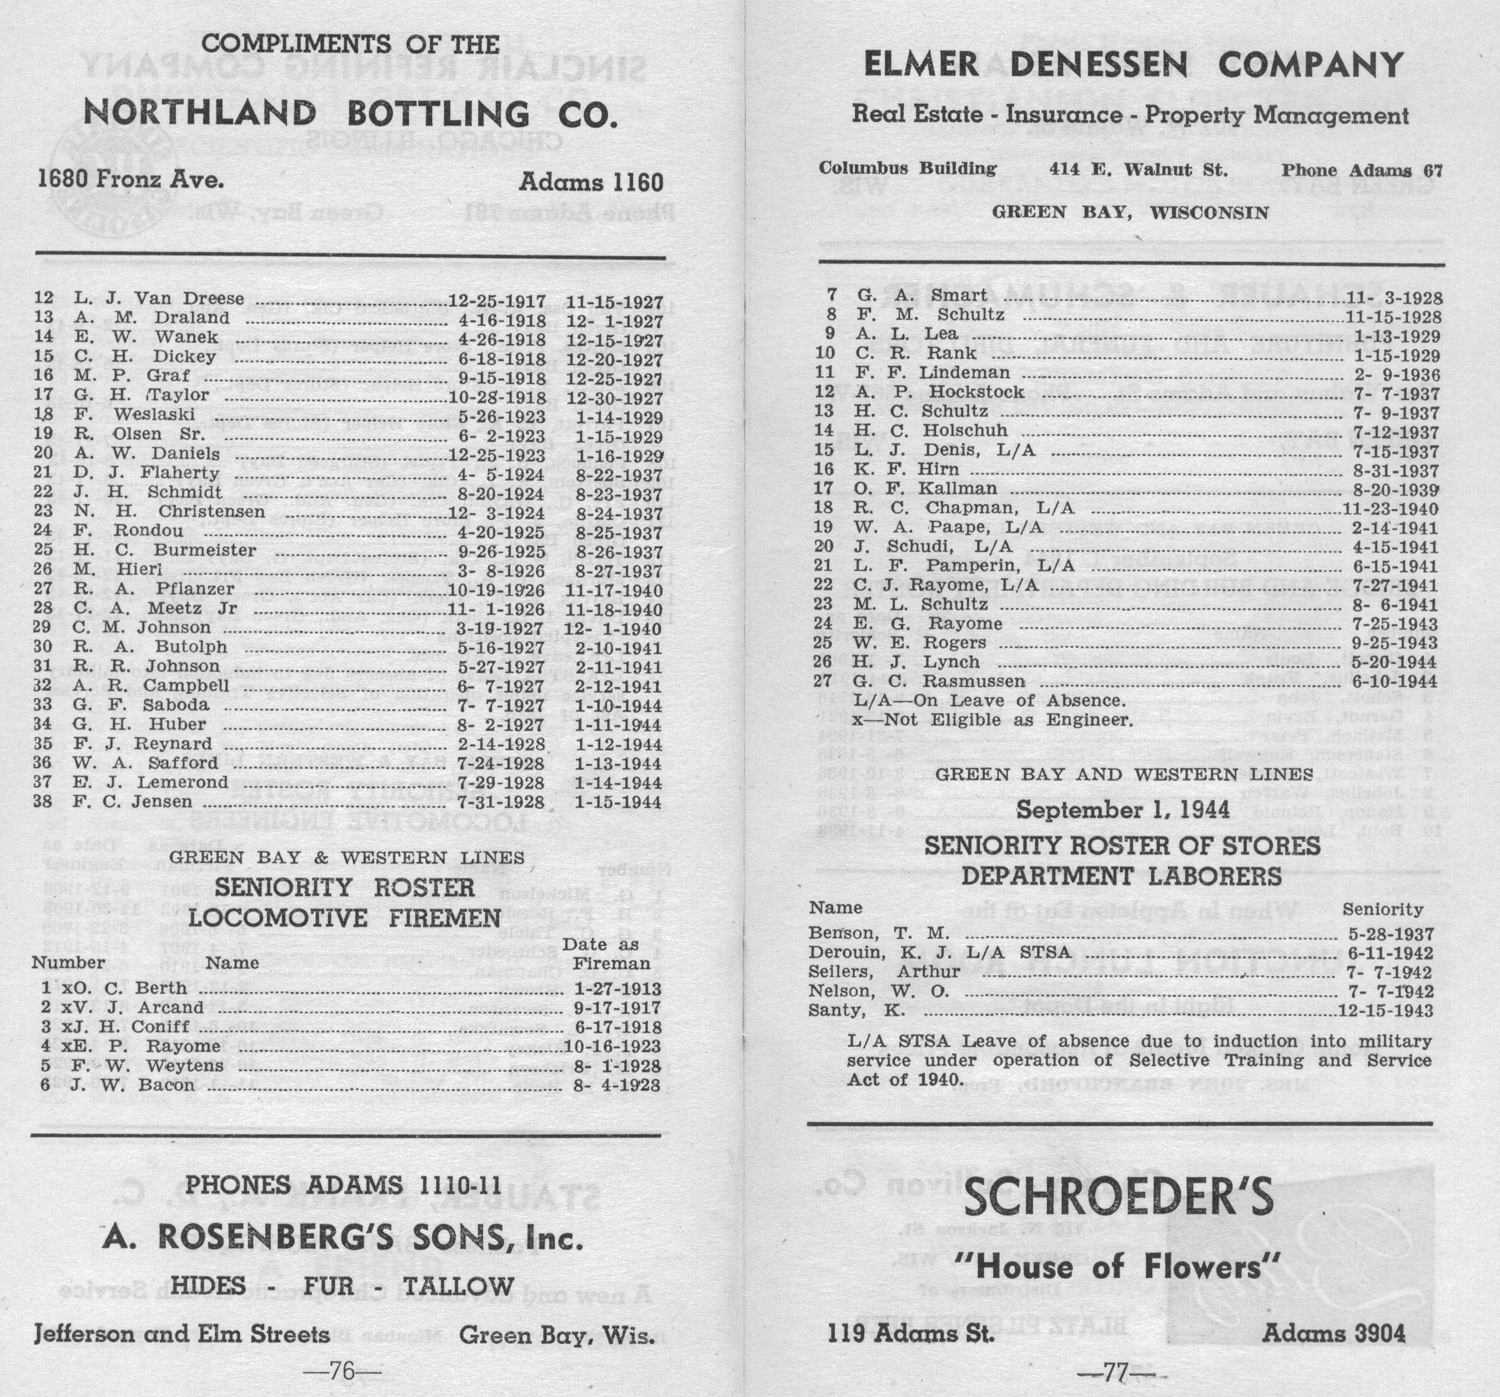 COMPLIMENTS OF THE
NORTHLAND BOTTLING CO.
1680 Fronz Ave. Adams 1160
12 L. J. Van Dreese 12-25-1917 11-15-1927
13 A. M. Draland 4-16-1918 12- 1-1927
14 E. W. Wanek 4-26-1918 12-15-1927
15 C. H. Dickey 6-18-1918 12-20-1927
16 M. P. Graf 9-15-1918 12-25-1927
17 G. H. Taylor 10-28-1918 12-30-1927
18 F. Weslaski 5-26-1923 1-14-1929
19 R. Olsen Sr. 6- 2-1923 1-15-1929
20 A. W. Daniels 12-25-1923 1-16-1929
21 D. J. Flaherty 4- 5-1924 8-22-1937
22 J. H. Schmidt 8-20-1924 8-23-1937
23 N. H. Christensen 12- 3-1924 8-24-1937
24 F. Rondou 4-20-1925 8-25-1937
25 H. C. Burmeister 9-26-1925 8-26-1937
26 M. Hierl 3- 8-1926 8-27-1937
27 R. A. Pflanzer 10-19-1926 11-17-1940
28 C. A. Meetz Jr 11- 1-1926 11-18-1940
29 C. M. Johnson 3-19-1927 12- 1-1940
30 R. A. Butolph 5-16-1927 2-10-1941
31 R. R. Johnson 5-27-1927 2-11-1941
32 A. R. Campbell 6- 7-1927 2-12-1941
33 G. F. Saboda 7- 7-1927 1-10-1944
34 G. H. Huber 8- 2-1927 1-11-1944
35 F. J. Reynard 2-14-1928 1-12-1944
36 W. A. Safford 7-24-1928 1-13-1944
37 E. J. Lemerond 7-29-1928 1-14-1944
38 F. C. Jensen 7-31-1928 1-15-1944
GREEN BAY & WESTERN LINES
SENIORITY ROSTER
LOCOMOTIVE FIREMEN
Date as
Number Name Fireman
1 xO. C. Berth 1-27-1913
2 xV. J. Arcand 9-17-1917
3 xJ. H. Coniff 6-17-1918
4 xE. P. Rayome 10-16-1923
5 F. W. Weytens 8- 1-1928
6 J. W. Bacon 8- 4-1928
PHONES ADAMS 1110-11
A. ROSENBERG'S SONS, Inc.
HIDES - FUR - TALLOW
Jefferson and Elm Streets Green Bay, Wis.
—76—
ELMER DENESSEN COMPANY
Real Estate - Insurance - Property Management
Columbus Building 414 E. Walnut St. Phone Adams 67
GREEN BAY, WISCONSIN
7 G. A. Smart 11- 3-1928
8 F. M. Schultz 11-15-1928
9 A. L. Lea 1-13-1929
10 C. R. Rank 1-15-1929
11 F. F. Lindeman 2- 9-1936
12 A. P. Hockstock 7- 7-1937
13 H. C. Schultz 7- 9-1937
14 H. C. Holschuh 7-12-1937
15 L. J. Denis, L/A 7-15-1937
16 K. F. Hirn 8-31-1937
17 O. F. Kallman 8-20-1939
18 R. C. Chapman, L/A 11-23-1940
19 W. A. Paape, L/A 2-14-1941
20 J. Schudi, L/A 4-15-1941
21 L. F. Pamperin, L/A 6-15-1941
22 C. J. Rayome, L/A 7-27-1941
23 M. L. Schultz 8- 6-1941
24 E. G. Rayome 7-25-1943
25 W. E. Rogers 9-25-1943
26 H. J. Lynch 5-20-1944
27 G. C. Rasmussen 6-10-1944
L/A—On Leave of Absence.
x—Not Eligible as Engineer.
GREEN BAY AND WESTERN LINES
September 1, 1944
SENIORITY ROSTER OF STORES
DEPARTMENT LABORERS
Name Seniority
Benson, T. M. 5-28-1937
Derouin, K. J. L/A STSA 6-11-1942
Sellers, Arthur 7- 7-1942
Nelson, W. O. 7- 7-1942
Santy, K. 12-15-1943
L/A STSA Leave of absence due to induction into military
service under operation of Selective Training and Service
Act of 1940.
SCHROEDER'S
"House of Flowers"
119 Adams St. Adams 3904
—77—